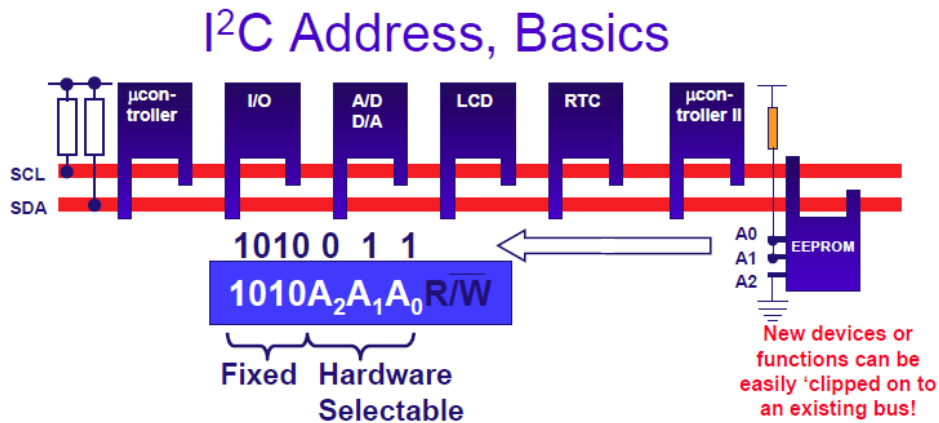 I²C Address, Basics
μcon-
troller
I/O
A/D
D/A
LCD
RTC
μcon-
troller II
SCL
SDA
1010 0 1 1
A0
A1
A2
EEPROM
1010A₂A₁A₀R/W̅
Fixed
Hardware
Selectable
New devices or
functions can be
easily ‘clipped on to
an existing bus!